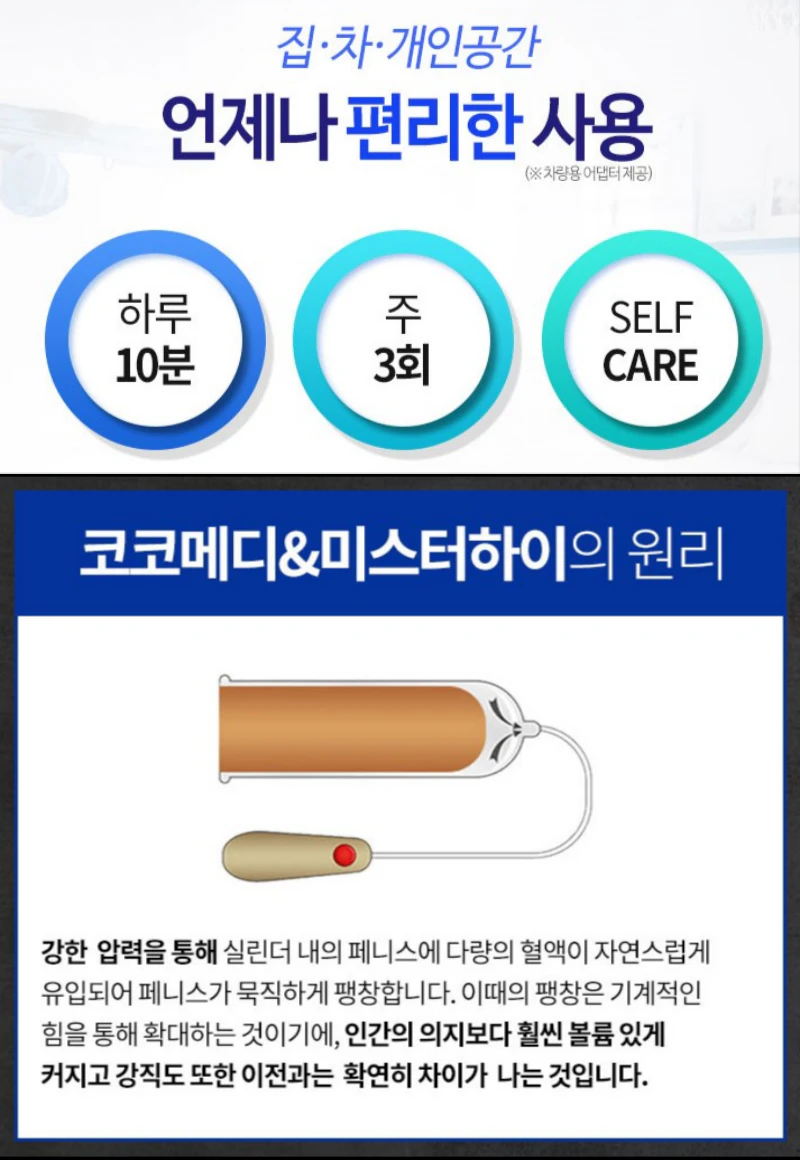 집·차·개인공간
언제나 편리한 사용
(※ 차량용 어댑터 제공)
하루
10분
주
3회
SELF
CARE
코코메디&미스터하이의 원리
강한 압력을 통해 실린더 내의 페니스에 다량의 혈액이 자연스럽게
유입되어 페니스가 묵직하게 팽창합니다. 이때의 팽창은 기계적인
힘을 통해 확대하는 것이기에, 인간의 의지보다 훨씬 볼륨 있게
커지고 강직도 또한 이전과는 확연히 차이가 나는 것입니다.